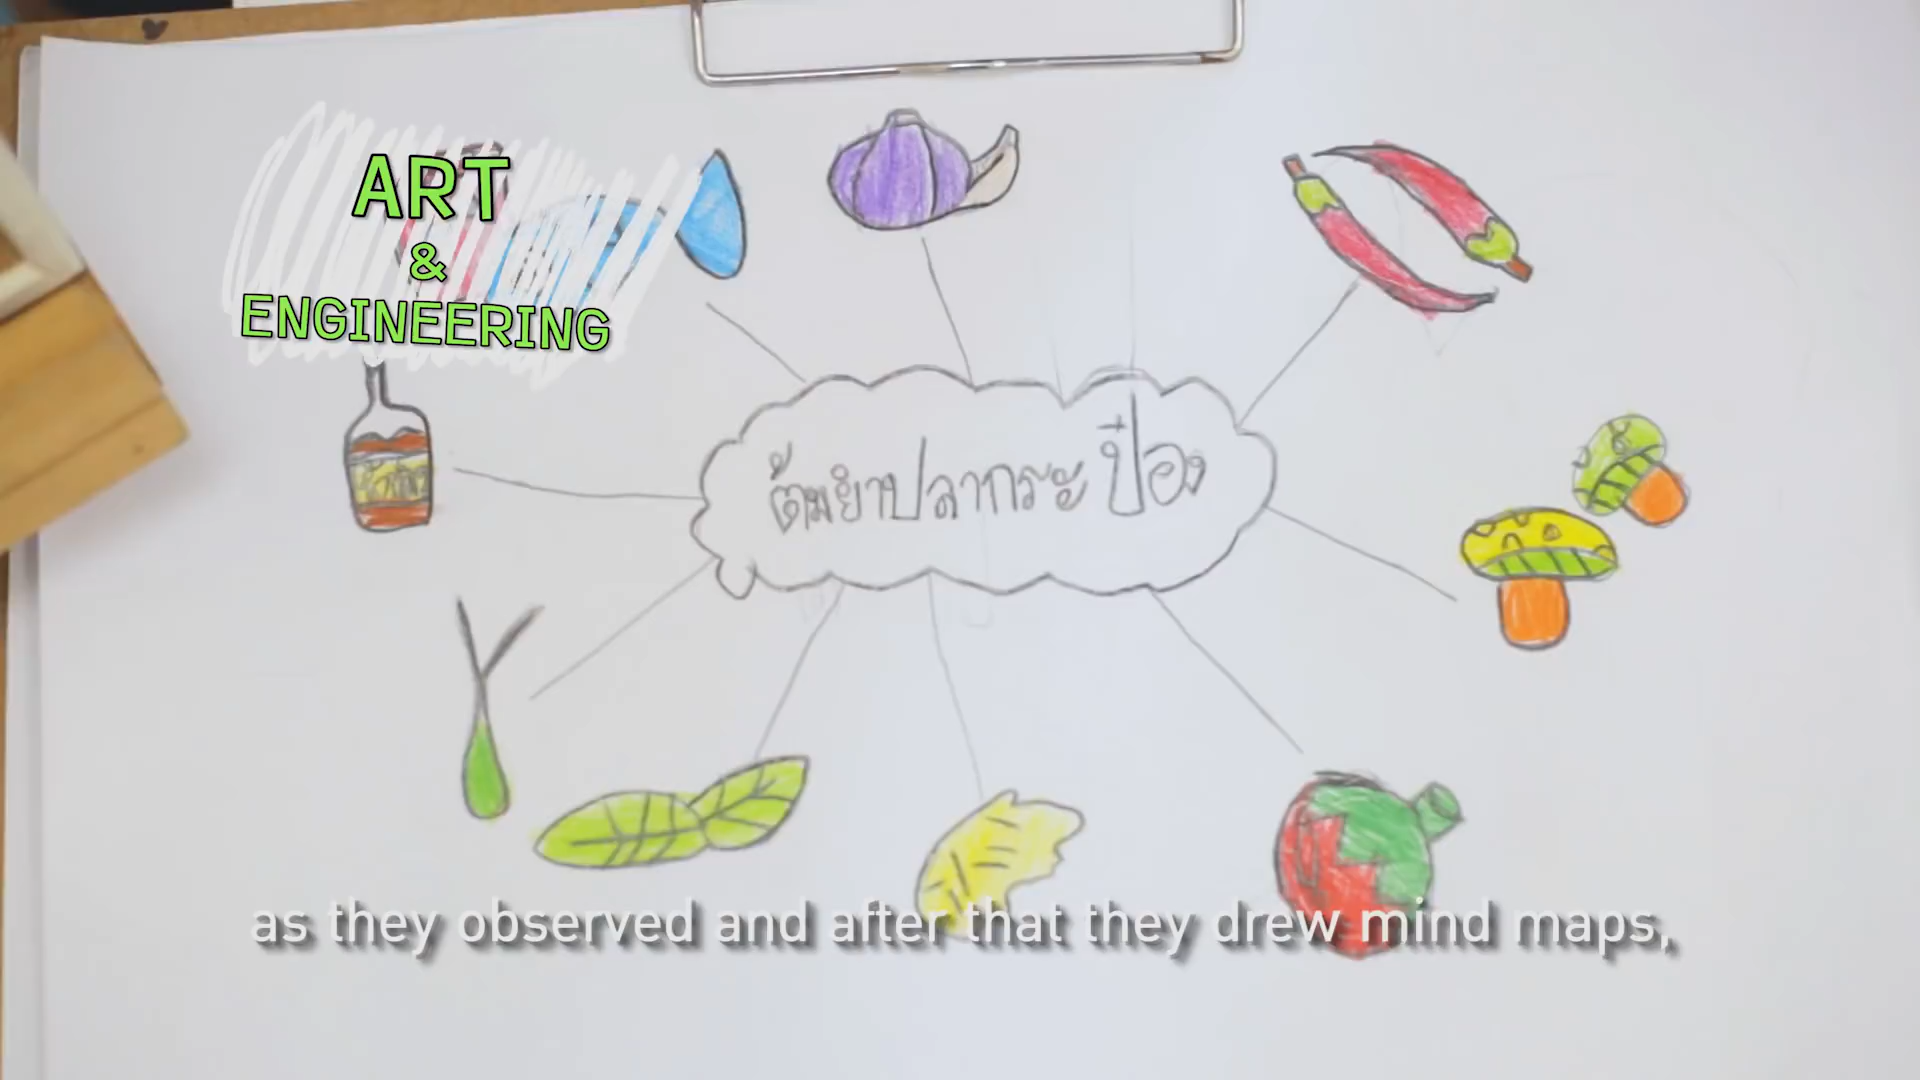 ART
&
ENGINEERING
ต้มยำปลากระป๋อง
as they observed and after that they drew mind maps,